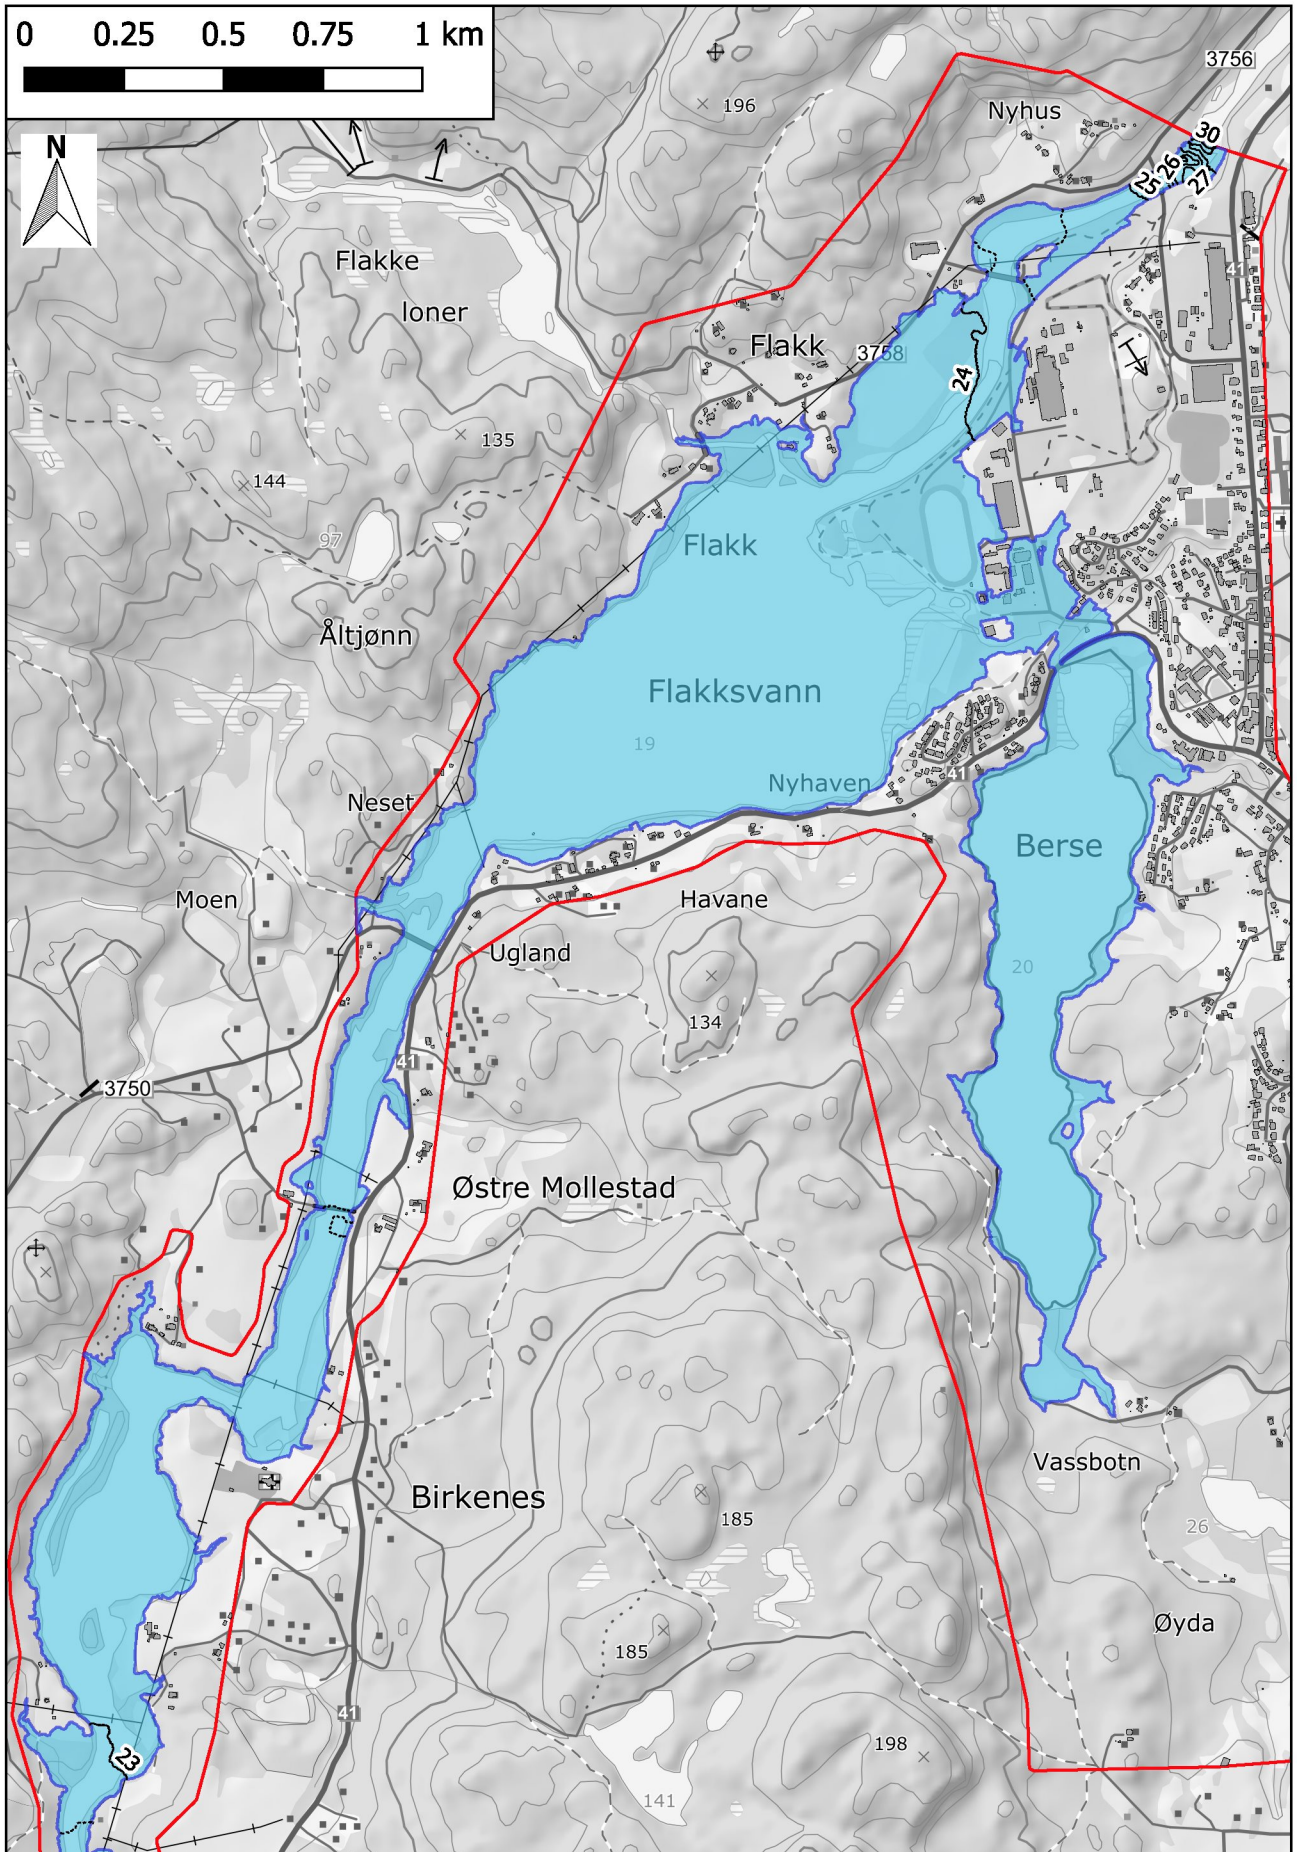 0 0.25 0.5 0.75 1 km
N
3756
196
Nyhus
30
26
25
27
Flakke
loner
41
Flakk
3758
24
135
144
97
Flakk
Åltjønn
Flakksvann
19
Nyhaven
41
Neset
Berse
Moen
Havane
Ugland
20
134
41
3750
Østre Mollestad
Vassbotn
Birkenes
185
26
Øyda
185
41
198
23
141